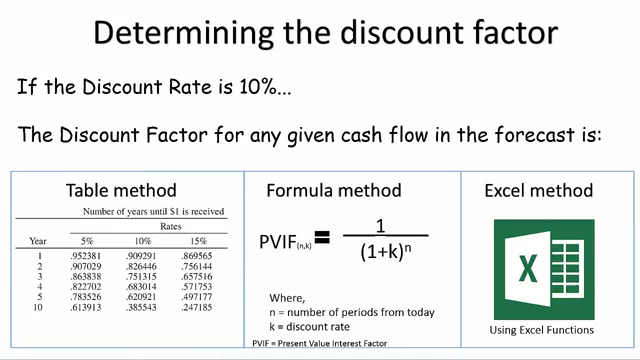 Determining the discount factor
If the Discount Rate is 10%...
The Discount Factor for any given cash flow in the forecast is:
Table method
Number of years until $1 is received
Rates
Year 5% 10% 15%
1 .952381 .909291 .869565
2 .907029 .826446 .756144
3 .863838 .751315 .657516
4 .822702 .683014 .571753
5 .783526 .620921 .497177
10 .613913 .385543 .247185
Formula method
PVIF(n,k) = 1
(1+k)n
Where,
n = number of periods from today
k = discount rate
PVIF = Present Value Interest Factor
Excel method
X
Using Excel Functions